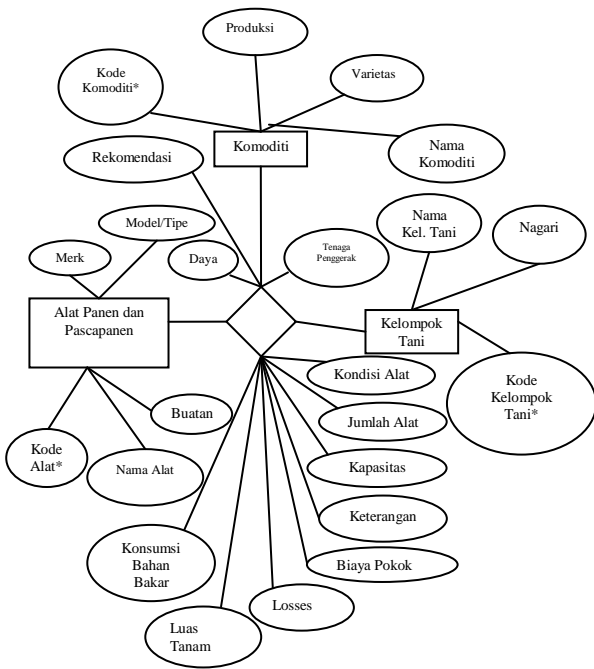 Produksi
Kode
Komoditi*
Varietas
Komoditi
Nama
Komoditi
Rekomendasi
Model/Tipe
Nama
Kel. Tani
Nagari
Merk
Daya
Tenaga
Penggerak
Alat Panen dan
Pascapanen
Kelompok
Tani
Kondisi Alat
Kode
Kelompok
Tani*
Buatan
Jumlah Alat
Kode
Alat*
Nama Alat
Kapasitas
Keterangan
Konsumsi
Bahan
Bakar
Biaya Pokok
Losses
Luas
Tanam